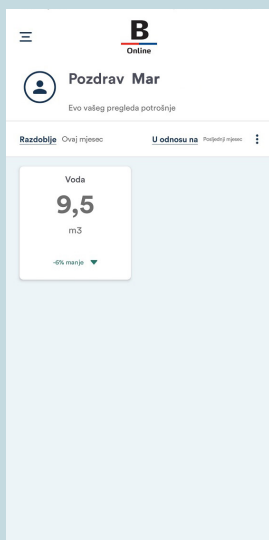 B
Online
Pozdrav Mar
Evo vašeg pregleda potrošnje
Razdoblje Ovaj mjesec U odnosu na Posljednji mjesec
Voda
9,5
m3
-6% manje